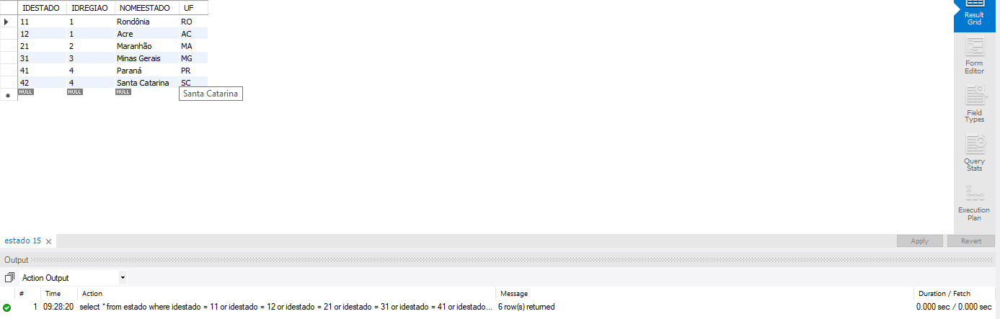 IDESTADO IDREGIAO NOMEESTADO UF
11 1 Rondônia RO
12 1 Acre AC
21 2 Maranhão MA
31 3 Minas Gerais MG
41 4 Paraná PR
42 4 Santa Catarina SC
NULL NULL NULL
Santa Catarina
Result
Grid
Form
Editor
Field
Types
Query
Stats
Execution
Plan
estado 15
Apply Revert
Output
Action Output
# Time Action Message Duration / Fetch
1 09:28:20 select * from estado where idestado = 11 or idestado = 12 or idestado = 21 or idestado = 31 or idestado = 41 or idestado... 6 row(s) returned 0.000 sec / 0.000 sec